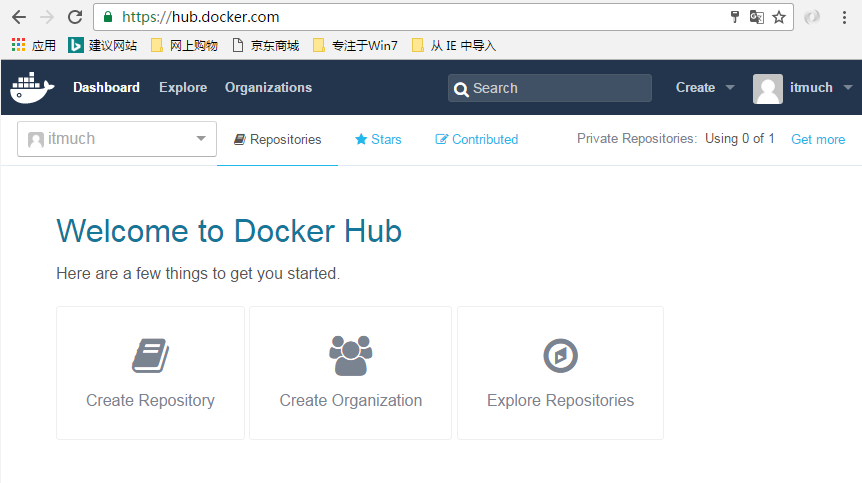 https://hub.docker.com
应用 建议网站 网上购物 京东商城 专注于Win7 从 IE 中导入
Dashboard Explore Organizations Search Create itmuch
itmuch Repositories Stars Contributed Private Repositories: Using 0 of 1 Get more
Welcome to Docker Hub
Here are a few things to get you started.
Create Repository Create Organization Explore Repositories